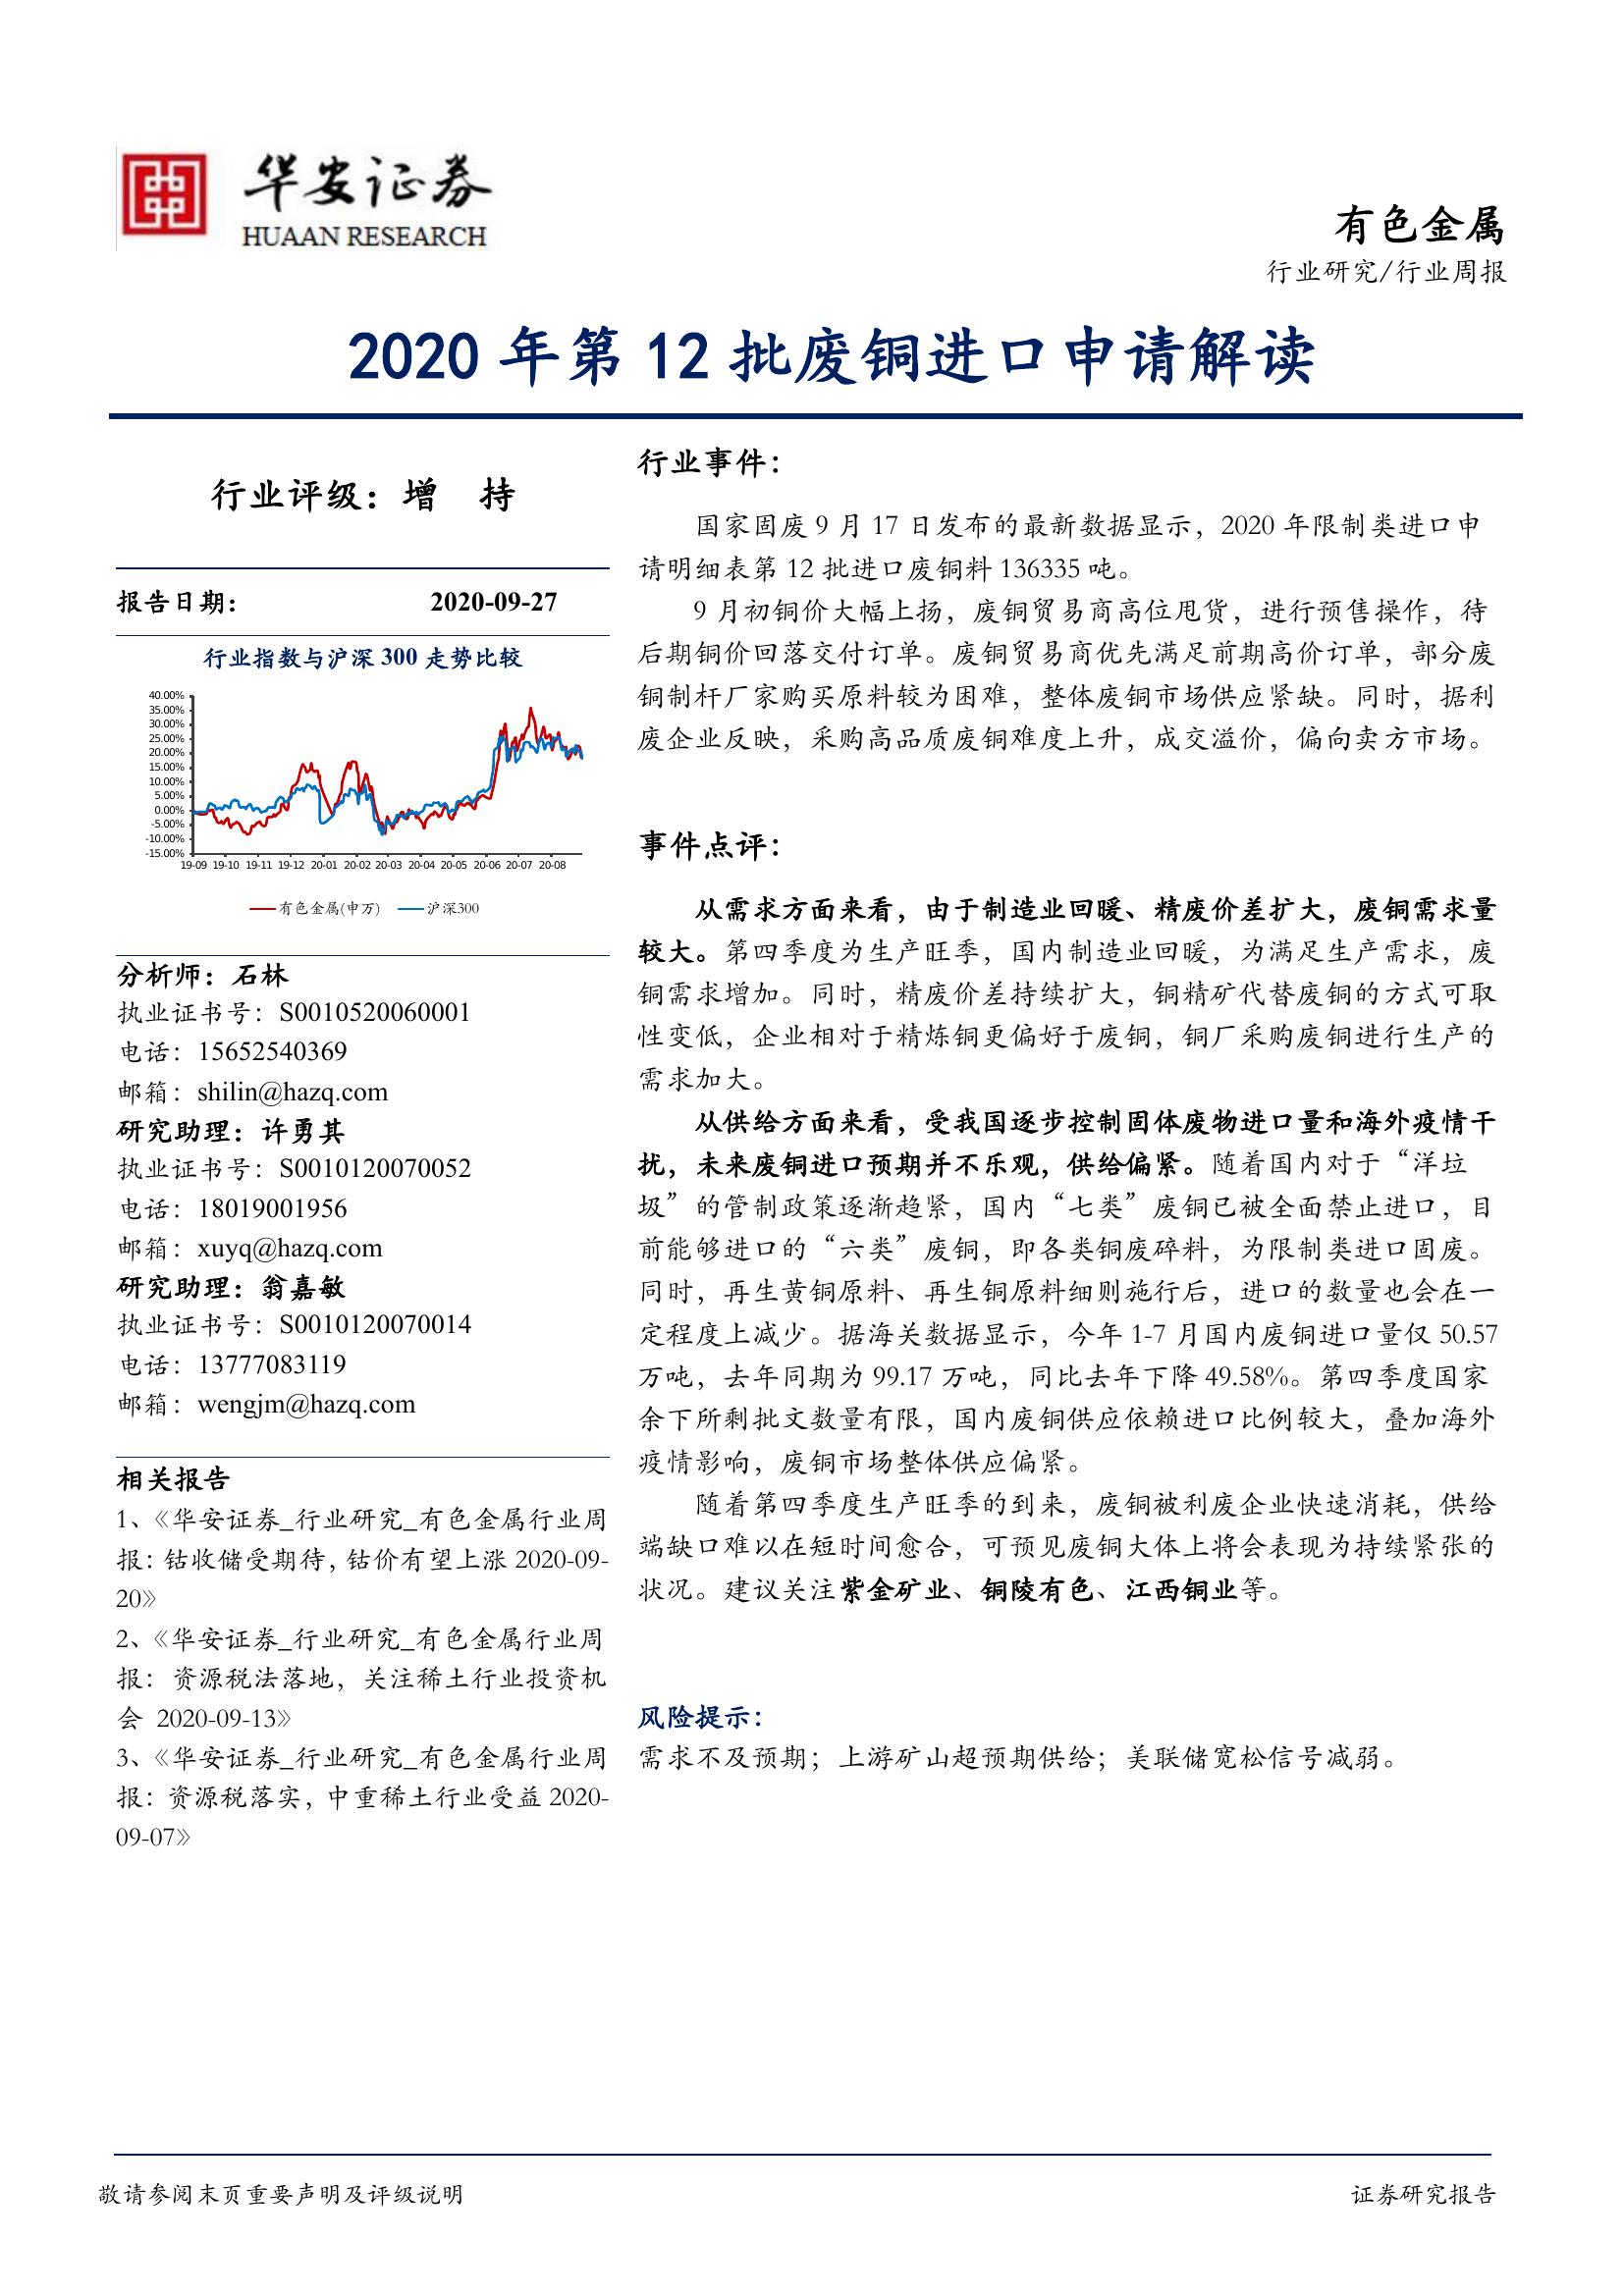 华安证券
HUAAN RESEARCH
有色金属
行业研究/行业周报
2020 年第 12 批废铜进口申请解读
行业评级：增 持
报告日期： 2020-09-27
行业指数与沪深 300 走势比较
40.00%
35.00%
30.00%
25.00%
20.00%
15.00%
10.00%
5.00%
0.00%
-5.00%
-10.00%
-15.00%
19-09 19-10 19-11 19-12 20-01 20-02 20-03 20-04 20-05 20-06 20-07 20-08
有色金属(申万) 沪深300
分析师：石林
执业证书号：S0010520060001
电话：15652540369
邮箱：shilin@hazq.com
研究助理：许勇其
执业证书号：S0010120070052
电话：18019001956
邮箱：xuyq@hazq.com
研究助理：翁嘉敏
执业证书号：S0010120070014
电话：13777083119
邮箱：wengjm@hazq.com
相关报告
1、《华安证券_行业研究_有色金属行业周
报：钴收储受期待，钴价有望上涨 2020-09-
20》
2、《华安证券_行业研究_有色金属行业周
报：资源税法落地，关注稀土行业投资机
会 2020-09-13》
3、《华安证券_行业研究_有色金属行业周
报：资源税落实，中重稀土行业受益 2020-
09-07》
行业事件：
国家固废 9 月 17 日发布的最新数据显示，2020 年限制类进口申
请明细表第 12 批进口废铜料 136335 吨。
9 月初铜价大幅上扬，废铜贸易商高位甩货，进行预售操作，待
后期铜价回落交付订单。废铜贸易商优先满足前期高价订单，部分废
铜制杆厂家购买原料较为困难，整体废铜市场供应紧缺。同时，据利
废企业反映，采购高品质废铜难度上升，成交溢价，偏向卖方市场。
事件点评：
从需求方面来看，由于制造业回暖、精废价差扩大，废铜需求量
较大。第四季度为生产旺季，国内制造业回暖，为满足生产需求，废
铜需求增加。同时，精废价差持续扩大，铜精矿代替废铜的方式可取
性变低，企业相对于精炼铜更偏好于废铜，铜厂采购废铜进行生产的
需求加大。
从供给方面来看，受我国逐步控制固体废物进口量和海外疫情干
扰，未来废铜进口预期并不乐观，供给偏紧。随着国内对于“洋垃
圾”的管制政策逐渐趋紧，国内“七类”废铜已被全面禁止进口，目
前能够进口的“六类”废铜，即各类铜废碎料，为限制类进口固废。
同时，再生黄铜原料、再生铜原料细则施行后，进口的数量也会在一
定程度上减少。据海关数据显示，今年 1-7 月国内废铜进口量仅 50.57
万吨，去年同期为 99.17 万吨，同比去年下降 49.58%。第四季度国家
余下所剩批文数量有限，国内废铜供应依赖进口比例较大，叠加海外
疫情影响，废铜市场整体供应偏紧。
随着第四季度生产旺季的到来，废铜被利废企业快速消耗，供给
端缺口难以在短时间愈合，可预见废铜大体上将会表现为持续紧张的
状况。建议关注紫金矿业、铜陵有色、江西铜业等。
风险提示：
需求不及预期；上游矿山超预期供给；美联储宽松信号减弱。
敬请参阅末页重要声明及评级说明 证券研究报告